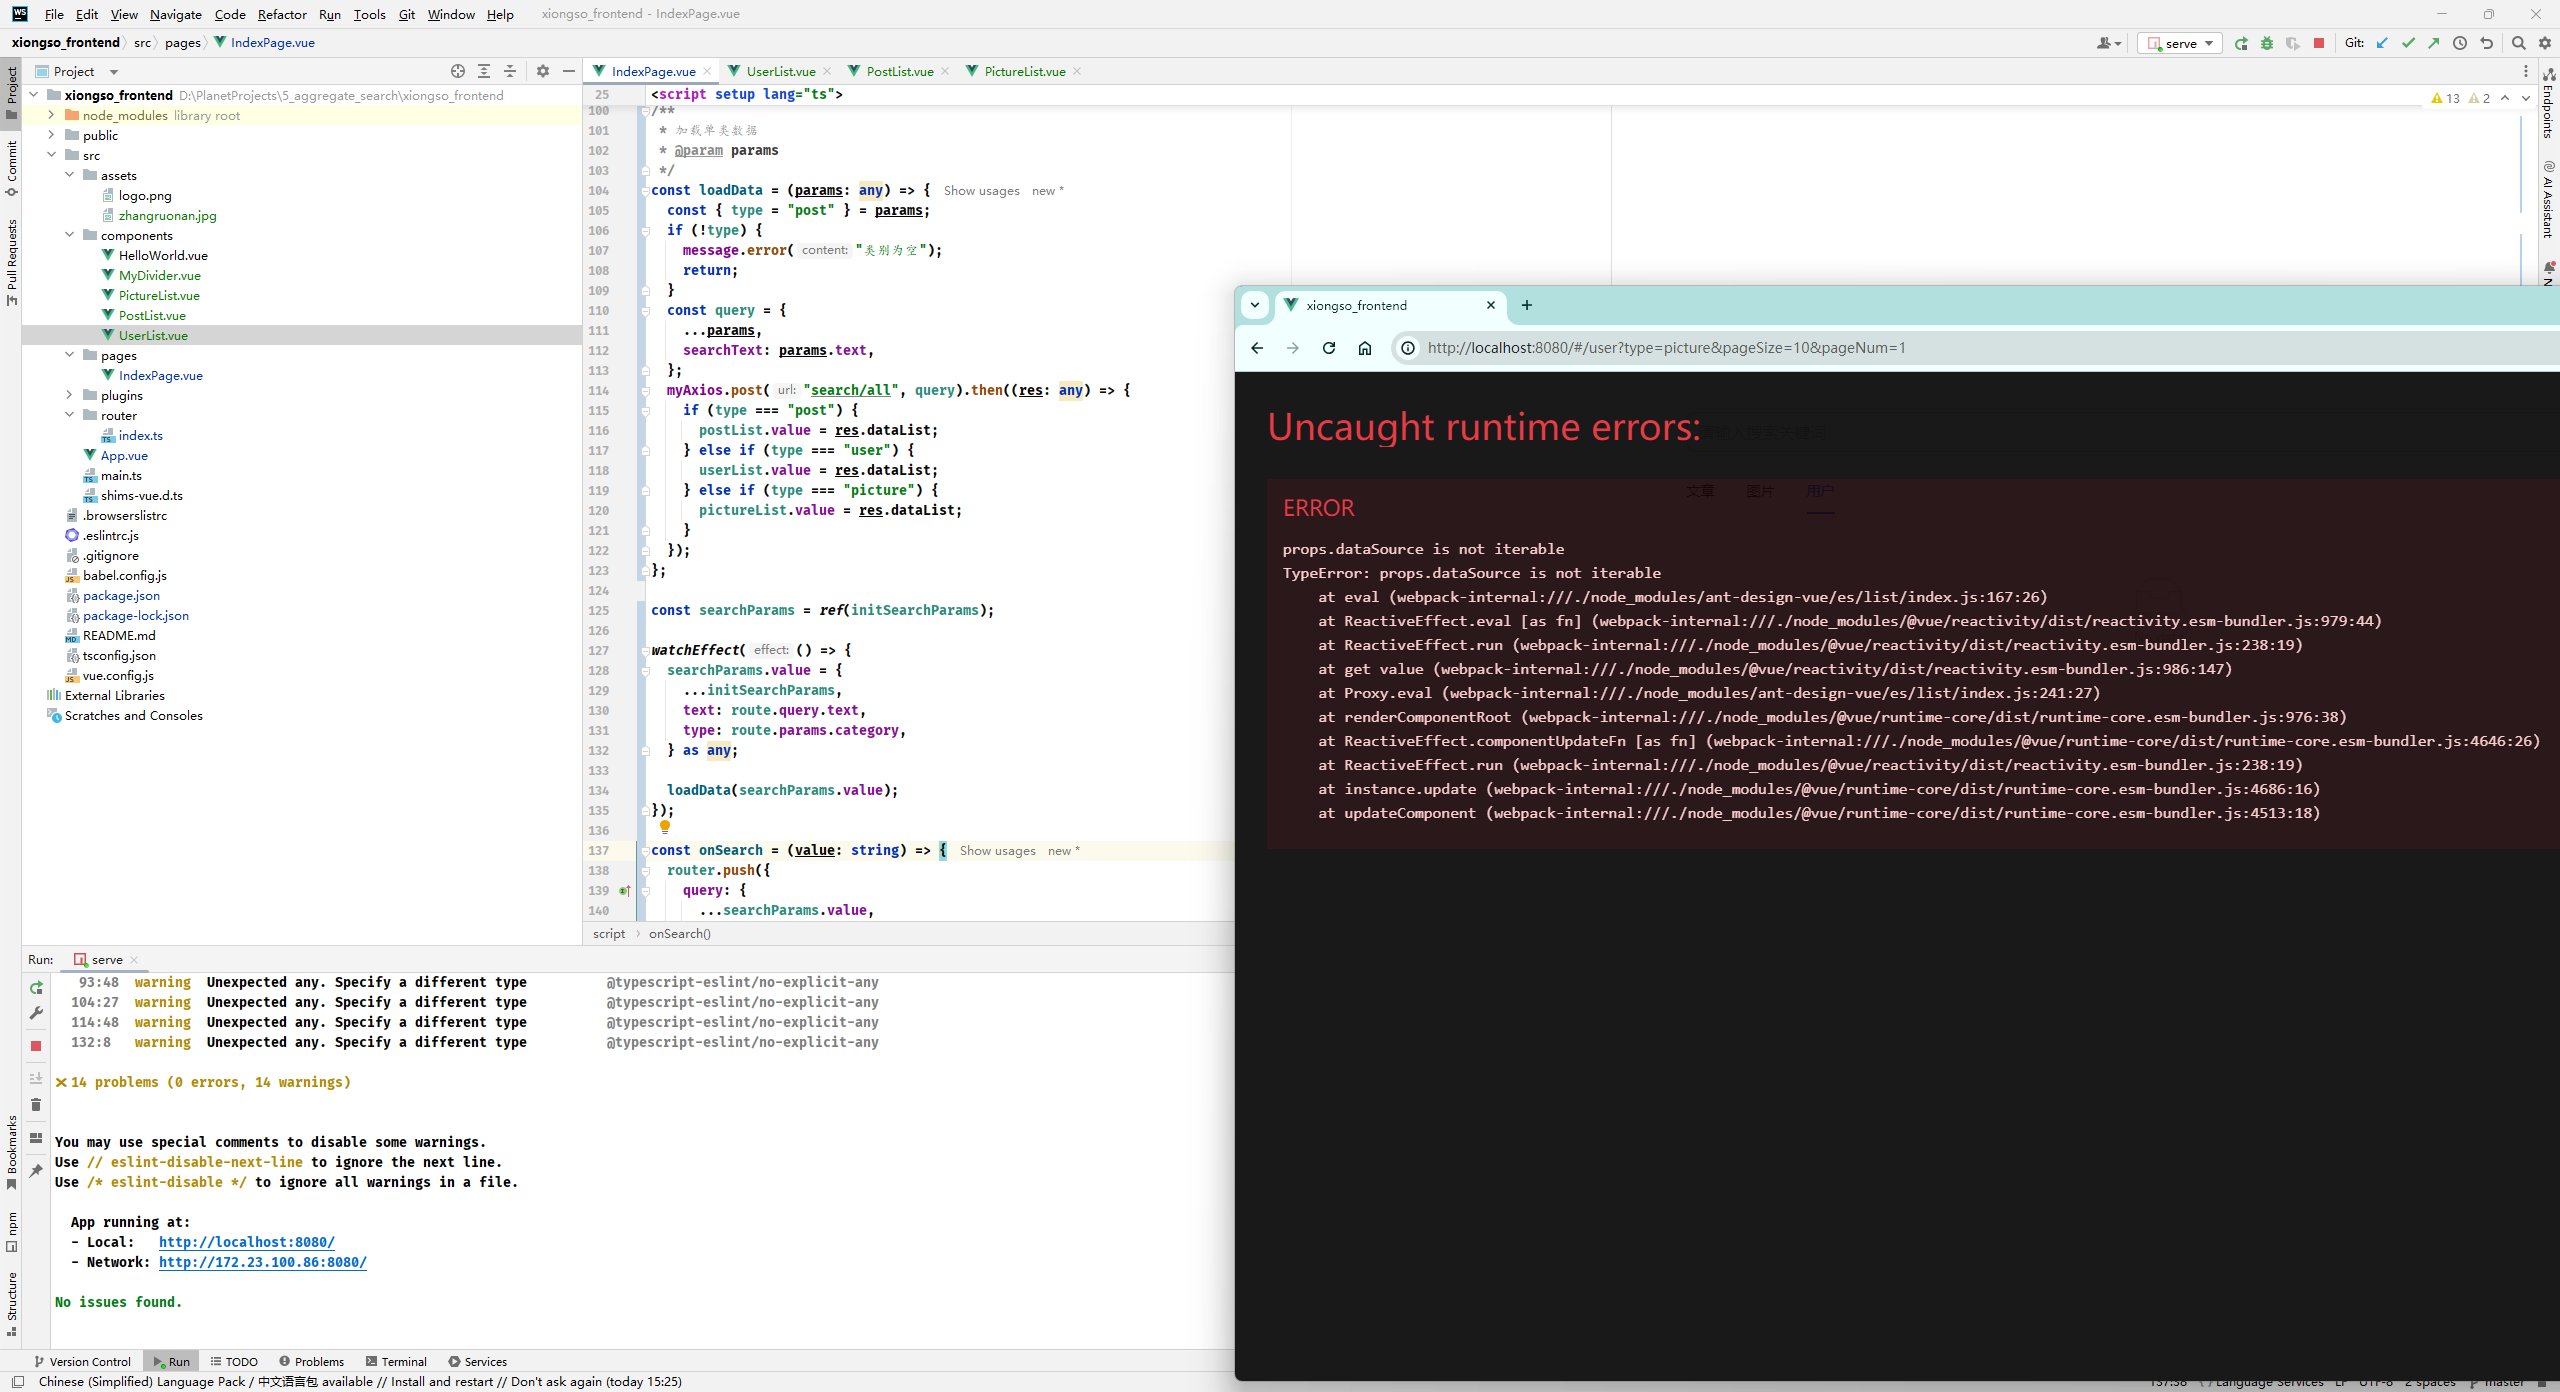 File Edit View Navigate Code Refactor Run Tools Git Window Help xiongso_frontend - IndexPage.vue
xiongso_frontend src pages IndexPage.vue
serve Git:
Project
IndexPage.vue UserList.vue PostList.vue PictureList.vue
xiongso_frontend D:\PlanetProjects\5_aggregate_search\xiongso_frontend
node_modules library root
public
src
assets
logo.png
zhangruonan.jpg
components
HelloWorld.vue
MyDivider.vue
PictureList.vue
PostList.vue
UserList.vue
pages
IndexPage.vue
plugins
router
index.ts
App.vue
main.ts
shims-vue.d.ts
.browserslistrc
.eslintrc.js
.gitignore
babel.config.js
package.json
package-lock.json
README.md
tsconfig.json
vue.config.js
External Libraries
Scratches and Consoles
Project
Commit
Pull Requests
Bookmarks
npm
Structure
Endpoints
AI Assistant
13 2
25 <script setup lang="ts">
100 /**
101 * 加载单类数据
102 * @param params
103 */
104 const loadData = (params: any) => { Show usages new *
105 const { type = "post" } = params;
106 if (!type) {
107 message.error( content: "类别为空");
108 return;
109 }
110 const query = {
111 ...params,
112 searchText: params.text,
113 };
114 myAxios.post( url: "search/all", query).then((res: any) => {
115 if (type === "post") {
116 postList.value = res.dataList;
117 } else if (type === "user") {
118 userList.value = res.dataList;
119 } else if (type === "picture") {
120 pictureList.value = res.dataList;
121 }
122 });
123 };
124
125 const searchParams = ref(initSearchParams);
126
127 watchEffect( effect: () => {
128 searchParams.value = {
129 ...initSearchParams,
130 text: route.query.text,
131 type: route.params.category,
132 } as any;
133
134 loadData(searchParams.value);
135 });
136
137 const onSearch = (value: string) => { Show usages new *
138 router.push({
139 query: {
140 ...searchParams.value,
script onSearch()
xiongso_frontend
http://localhost:8080/#/user?type=picture&pageSize=10&pageNum=1
Uncaught runtime errors:
文章 图片 用户
ERROR
props.dataSource is not iterable
TypeError: props.dataSource is not iterable
at eval (webpack-internal:///./node_modules/ant-design-vue/es/list/index.js:167:26)
at ReactiveEffect.eval [as fn] (webpack-internal:///./node_modules/@vue/reactivity/dist/reactivity.esm-bundler.js:979:44)
at ReactiveEffect.run (webpack-internal:///./node_modules/@vue/reactivity/dist/reactivity.esm-bundler.js:238:19)
at get value (webpack-internal:///./node_modules/@vue/reactivity/dist/reactivity.esm-bundler.js:986:147)
at Proxy.eval (webpack-internal:///./node_modules/ant-design-vue/es/list/index.js:241:27)
at renderComponentRoot (webpack-internal:///./node_modules/@vue/runtime-core/dist/runtime-core.esm-bundler.js:976:38)
at ReactiveEffect.componentUpdateFn [as fn] (webpack-internal:///./node_modules/@vue/runtime-core/dist/runtime-core.esm-bundler.js:4646:26)
at ReactiveEffect.run (webpack-internal:///./node_modules/@vue/reactivity/dist/reactivity.esm-bundler.js:238:19)
at instance.update (webpack-internal:///./node_modules/@vue/runtime-core/dist/runtime-core.esm-bundler.js:4686:16)
at updateComponent (webpack-internal:///./node_modules/@vue/runtime-core/dist/runtime-core.esm-bundler.js:4513:18)
Run: serve
93:48 warning Unexpected any. Specify a different type @typescript-eslint/no-explicit-any
104:27 warning Unexpected any. Specify a different type @typescript-eslint/no-explicit-any
114:48 warning Unexpected any. Specify a different type @typescript-eslint/no-explicit-any
132:8 warning Unexpected any. Specify a different type @typescript-eslint/no-explicit-any
✕ 14 problems (0 errors, 14 warnings)
You may use special comments to disable some warnings.
Use // eslint-disable-next-line to ignore the next line.
Use /* eslint-disable */ to ignore all warnings in a file.
App running at:
- Local: http://localhost:8080/
- Network: http://172.23.100.86:8080/
No issues found.
Version Control Run TODO Problems Terminal Services
Chinese (Simplified) Language Pack / 中文语言包 available // Install and restart // Don't ask again (today 15:25)
137:38 Language Services LF UTF-8 2 spaces master